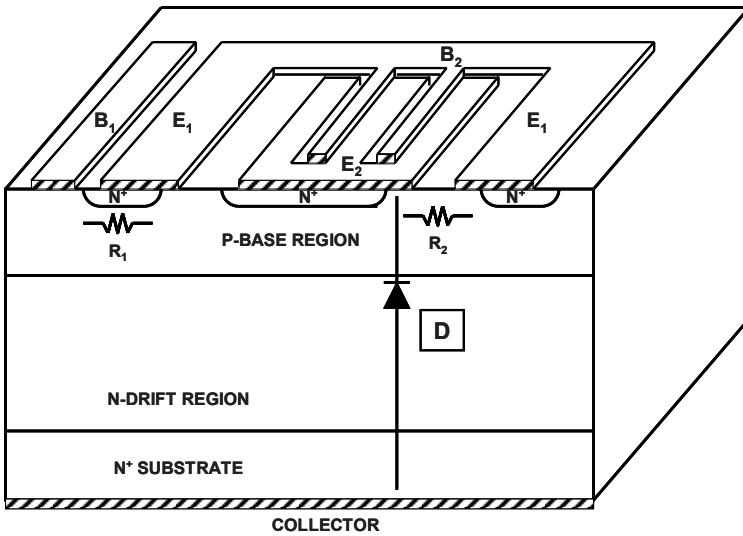 B2
B1
E1
E1
E2
N+
N+
N+
R1
P-BASE REGION
R2
D
N-DRIFT REGION
N+ SUBSTRATE
COLLECTOR